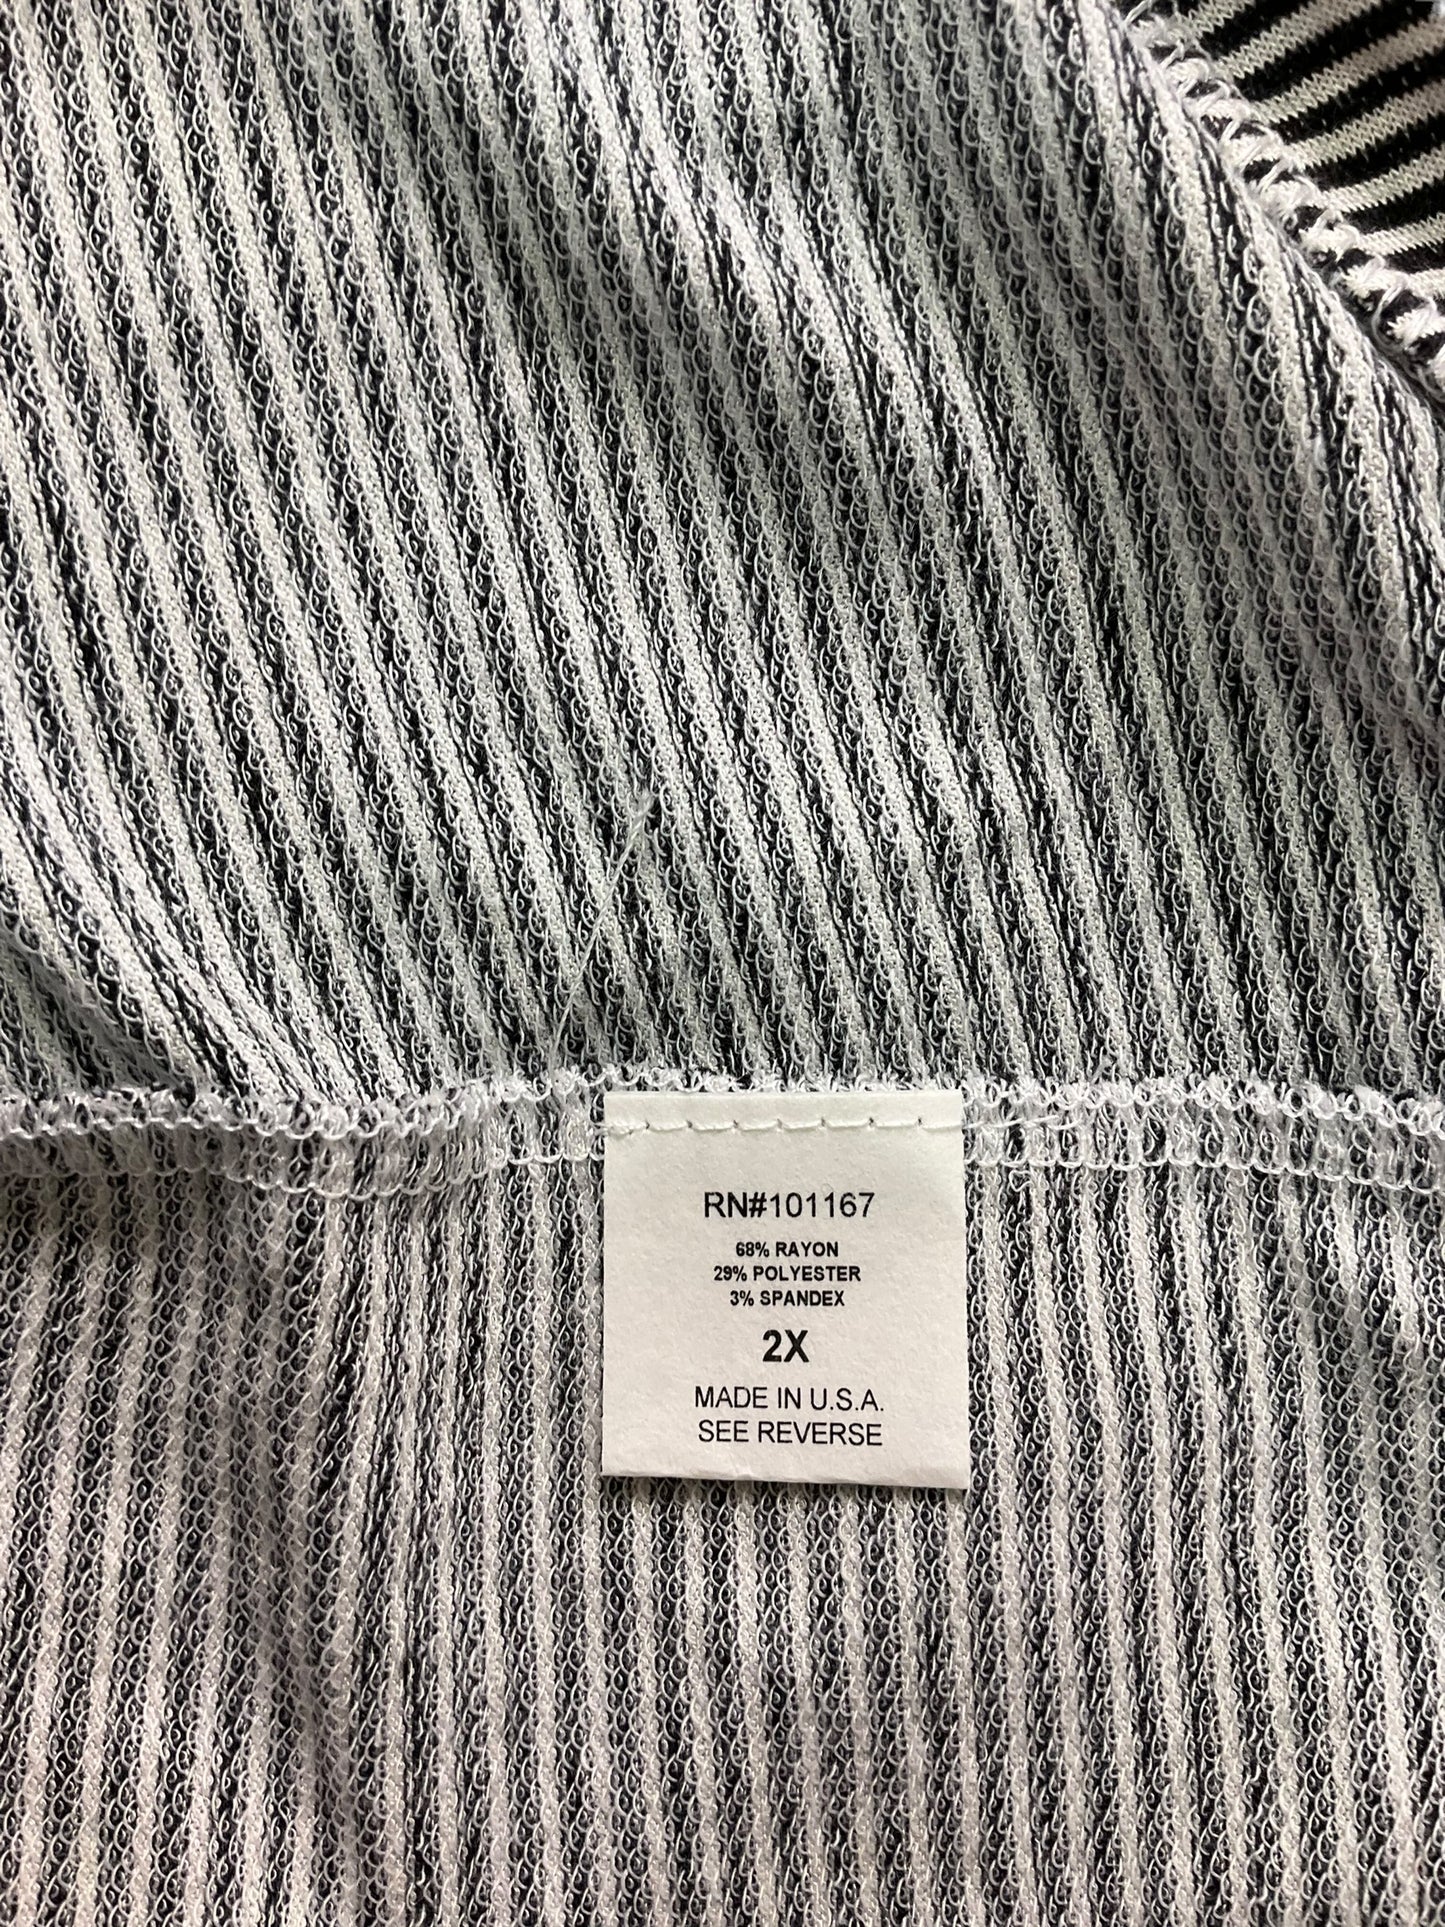 RN#101167
68% RAYON
29% POLYESTER
3% SPANDEX
2X
MADE IN U.S.A.
SEE REVERSE